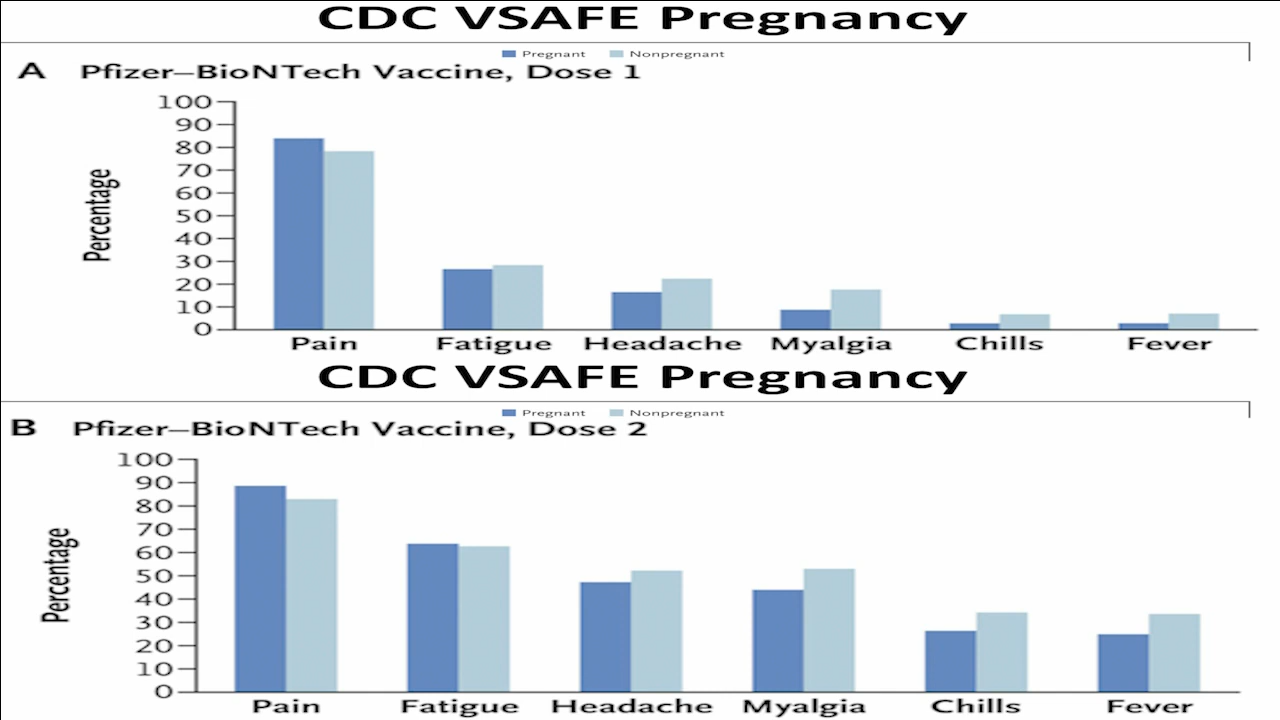 CDC VSAFE Pregnancy
Pregnant Nonpregnant
A Pfizer–BioNTech Vaccine, Dose 1
Percentage
100
90
80
70
60
50
40
30
20
10
0
Pain Fatigue Headache Myalgia Chills Fever
CDC VSAFE Pregnancy
Pregnant Nonpregnant
B Pfizer–BioNTech Vaccine, Dose 2
Percentage
100
90
80
70
60
50
40
30
20
10
0
Pain Fatigue Headache Myalgia Chills Fever